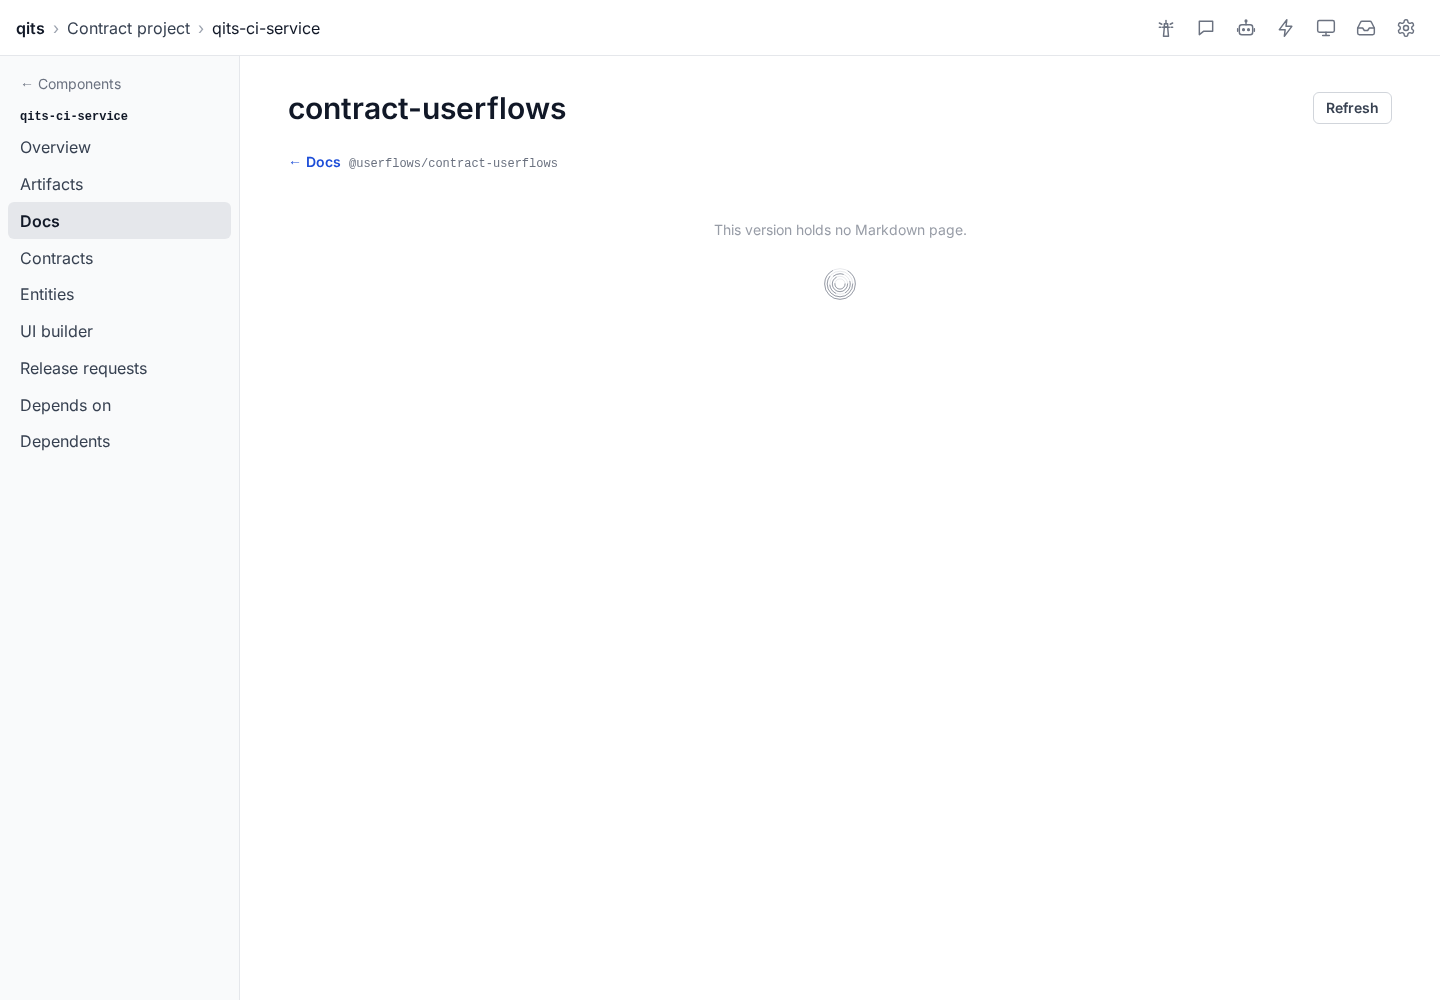 qits › Contract project › qits-ci-service
← Components
qits-ci-service
Overview
Artifacts
Docs
Contracts
Entities
UI builder
Release requests
Depends on
Dependents
contract-userflows
Refresh
← Docs @userflows/contract-userflows
This version holds no Markdown page.